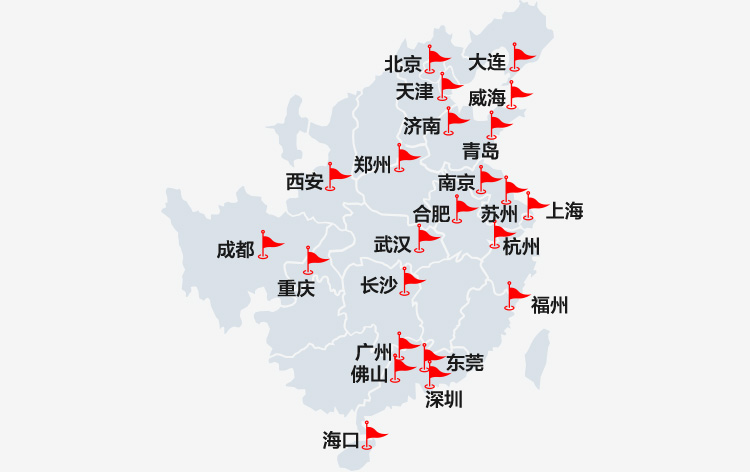 北京
大连
天津
威海
济南
青岛
郑州
西安
南京
合肥
苏州
上海
成都
武汉
杭州
重庆
长沙
福州
广州
东莞
佛山
深圳
海口